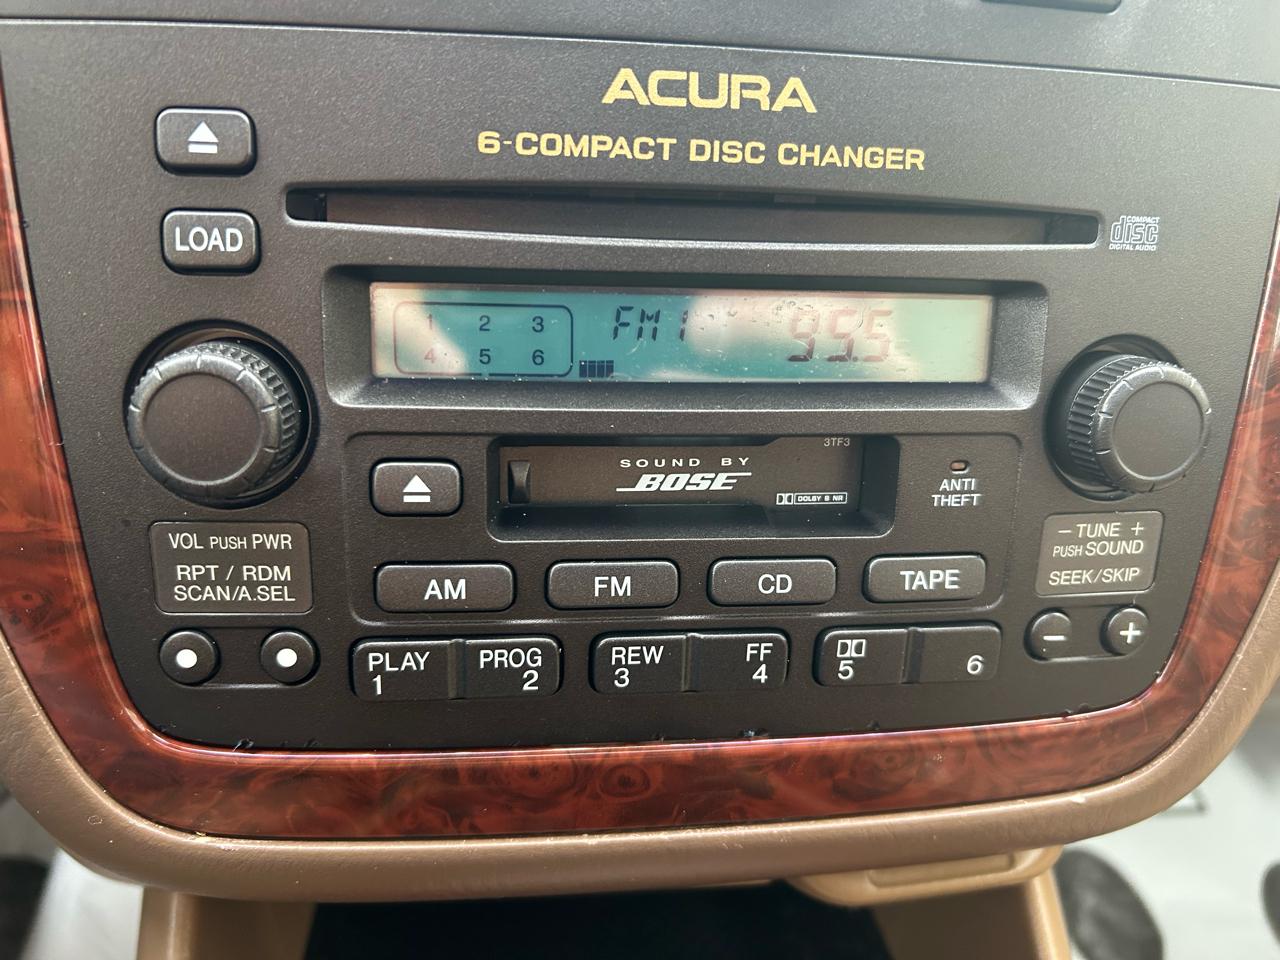 ACURA
6-COMPACT DISC CHANGER
LOAD
COMPACT
disc
DIGITAL AUDIO
1 2 3
4 5 6
FM1 95.5
3TF3
SOUND BY
BOSE
DOLBY B NR
ANTI
THEFT
VOL PUSH PWR
RPT / RDM
SCAN/A.SEL
- TUNE +
PUSH SOUND
SEEK/SKIP
AM FM CD TAPE
PLAY
1
PROG
2
REW
3
FF
4
5
6
- +